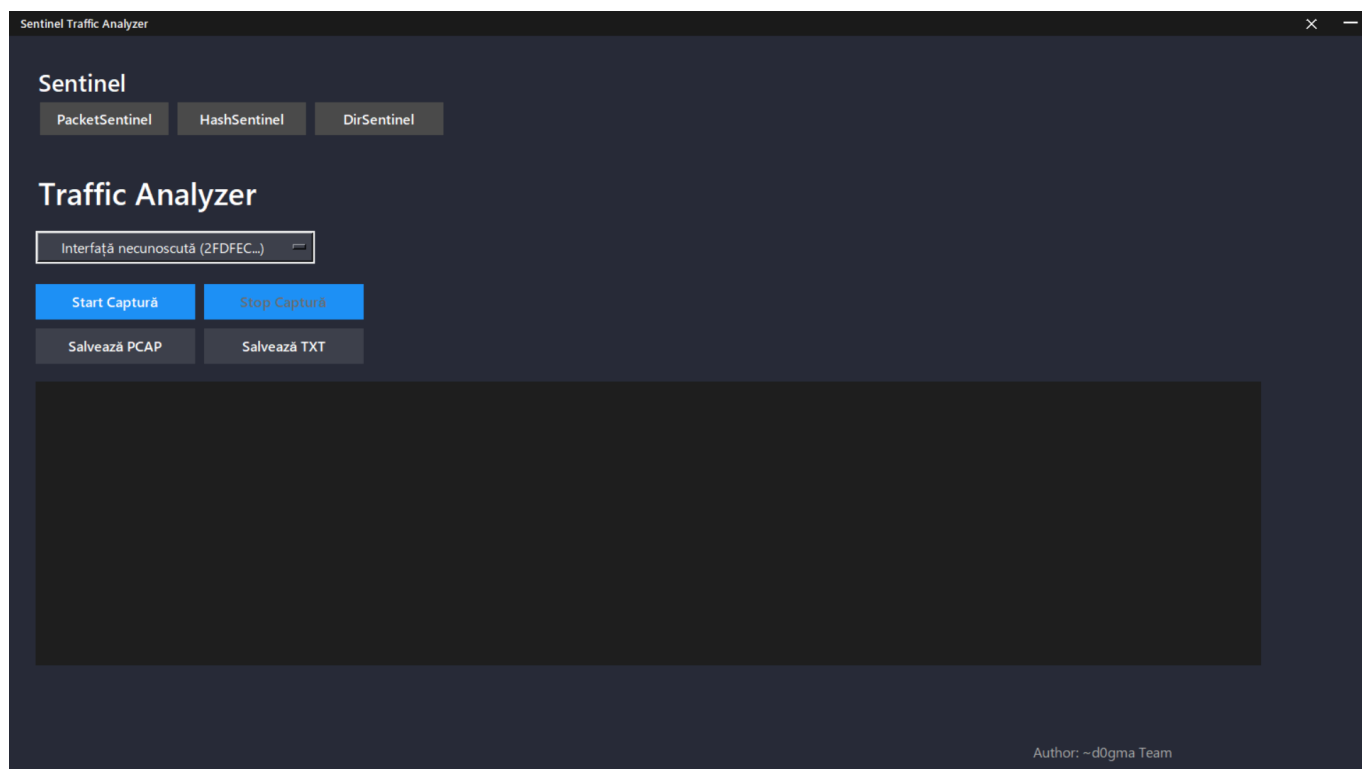 Sentinel Traffic Analyzer
Sentinel
PacketSentinel HashSentinel DirSentinel
Traffic Analyzer
Interfață necunoscută (2FDFEC...)
Start Captură Stop Captură
Salvează PCAP Salvează TXT
Author: ~d0gma Team